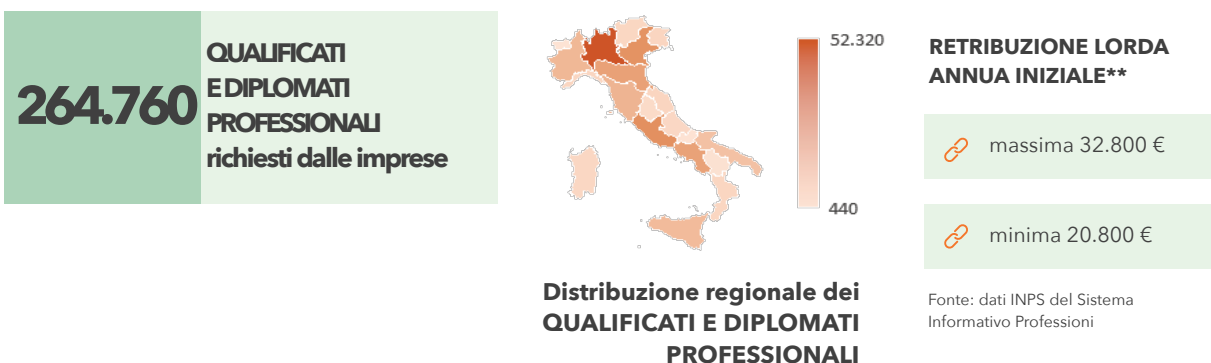 264.760
QUALIFICATI
E DIPLOMATI
PROFESSIONALI
richiesti dalle imprese
52.320
440
Distribuzione regionale dei
QUALIFICATI E DIPLOMATI
PROFESSIONALI
RETRIBUZIONE LORDA
ANNUA INIZIALE**
massima 32.800 €
minima 20.800 €
Fonte: dati INPS del Sistema
Informativo Professioni